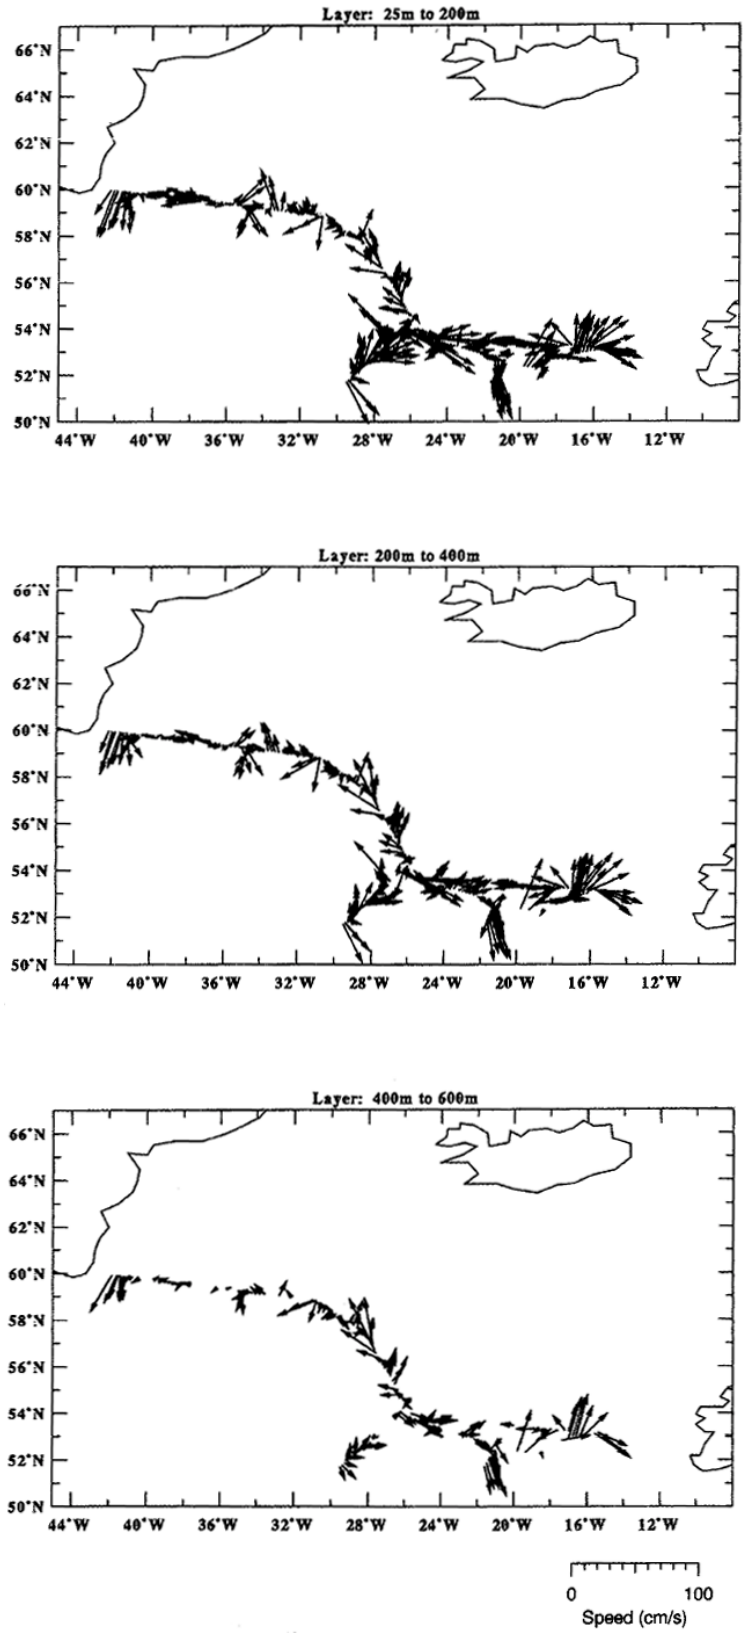 Layer: 25m to 200m
66°N
64°N
62°N
60°N
58°N
56°N
54°N
52°N
50°N
44°W 40°W 36°W 32°W 28°W 24°W 20°W 16°W 12°W
Layer: 200m to 400m
66°N
64°N
62°N
60°N
58°N
56°N
54°N
52°N
50°N
44°W 40°W 36°W 32°W 28°W 24°W 20°W 16°W 12°W
Layer: 400m to 600m
66°N
64°N
62°N
60°N
58°N
56°N
54°N
52°N
50°N
44°W 40°W 36°W 32°W 28°W 24°W 20°W 16°W 12°W
0 100
Speed (cm/s)